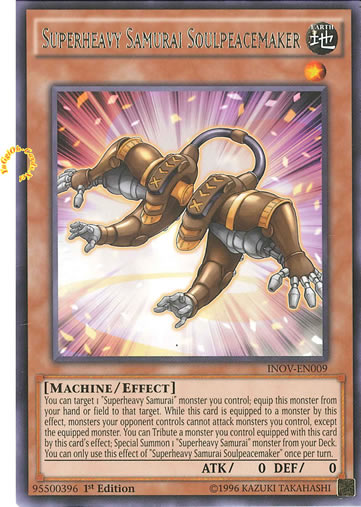 Superheavy Samurai Soulpeacemaker
EARTH
地
INOV-EN009
[Machine/Effect]
You can target 1 "Superheavy Samurai" monster you control; equip this monster from
your hand or field to that target. While this card is equipped to a monster by this
effect, monsters your opponent controls cannot attack monsters you control, except
the equipped monster. You can Tribute a monster you control equipped with this card
by this card's effect; Special Summon 1 "Superheavy Samurai" monster from your Deck.
You can only use this effect of "Superheavy Samurai Soulpeacemaker" once per turn.
ATK / 0 DEF / 0
95500396 1st Edition ©1996 KAZUKI TAKAHASHI